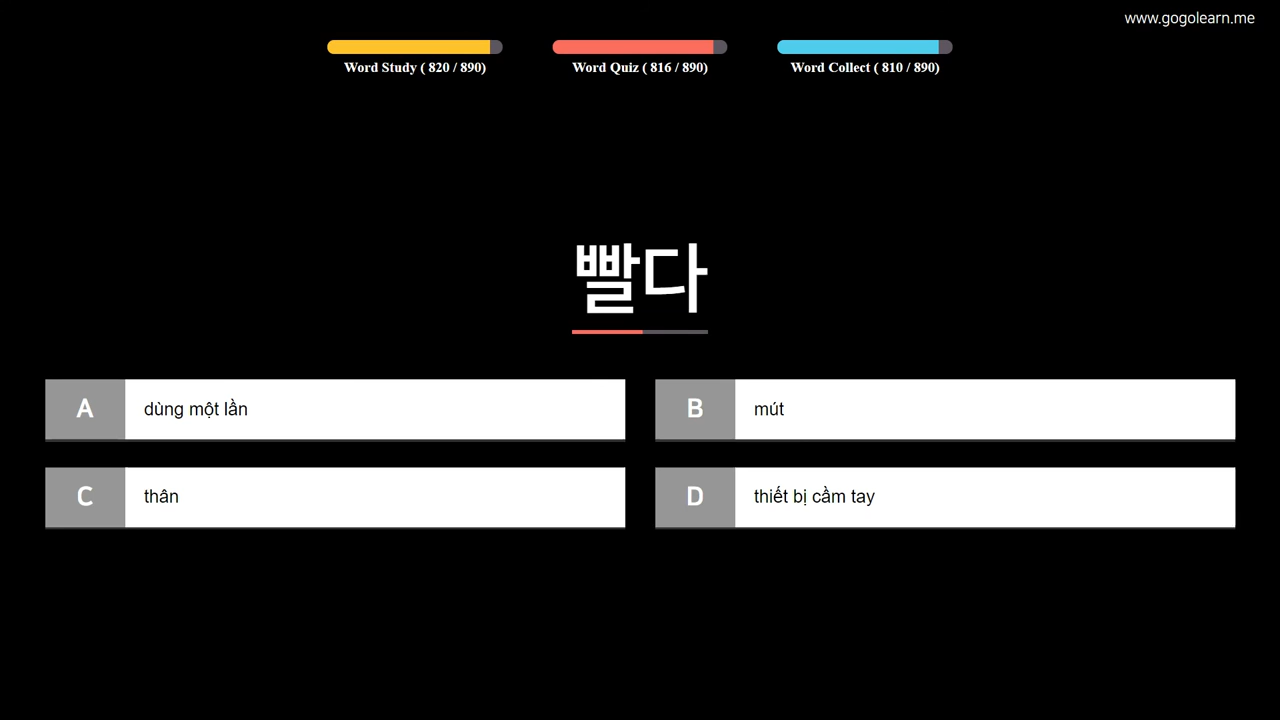 www.gogolearn.me
Word Study ( 820 / 890)
Word Quiz ( 816 / 890)
Word Collect ( 810 / 890)
빨다
A dùng một lần
B mút
C thân
D thiết bị cầm tay